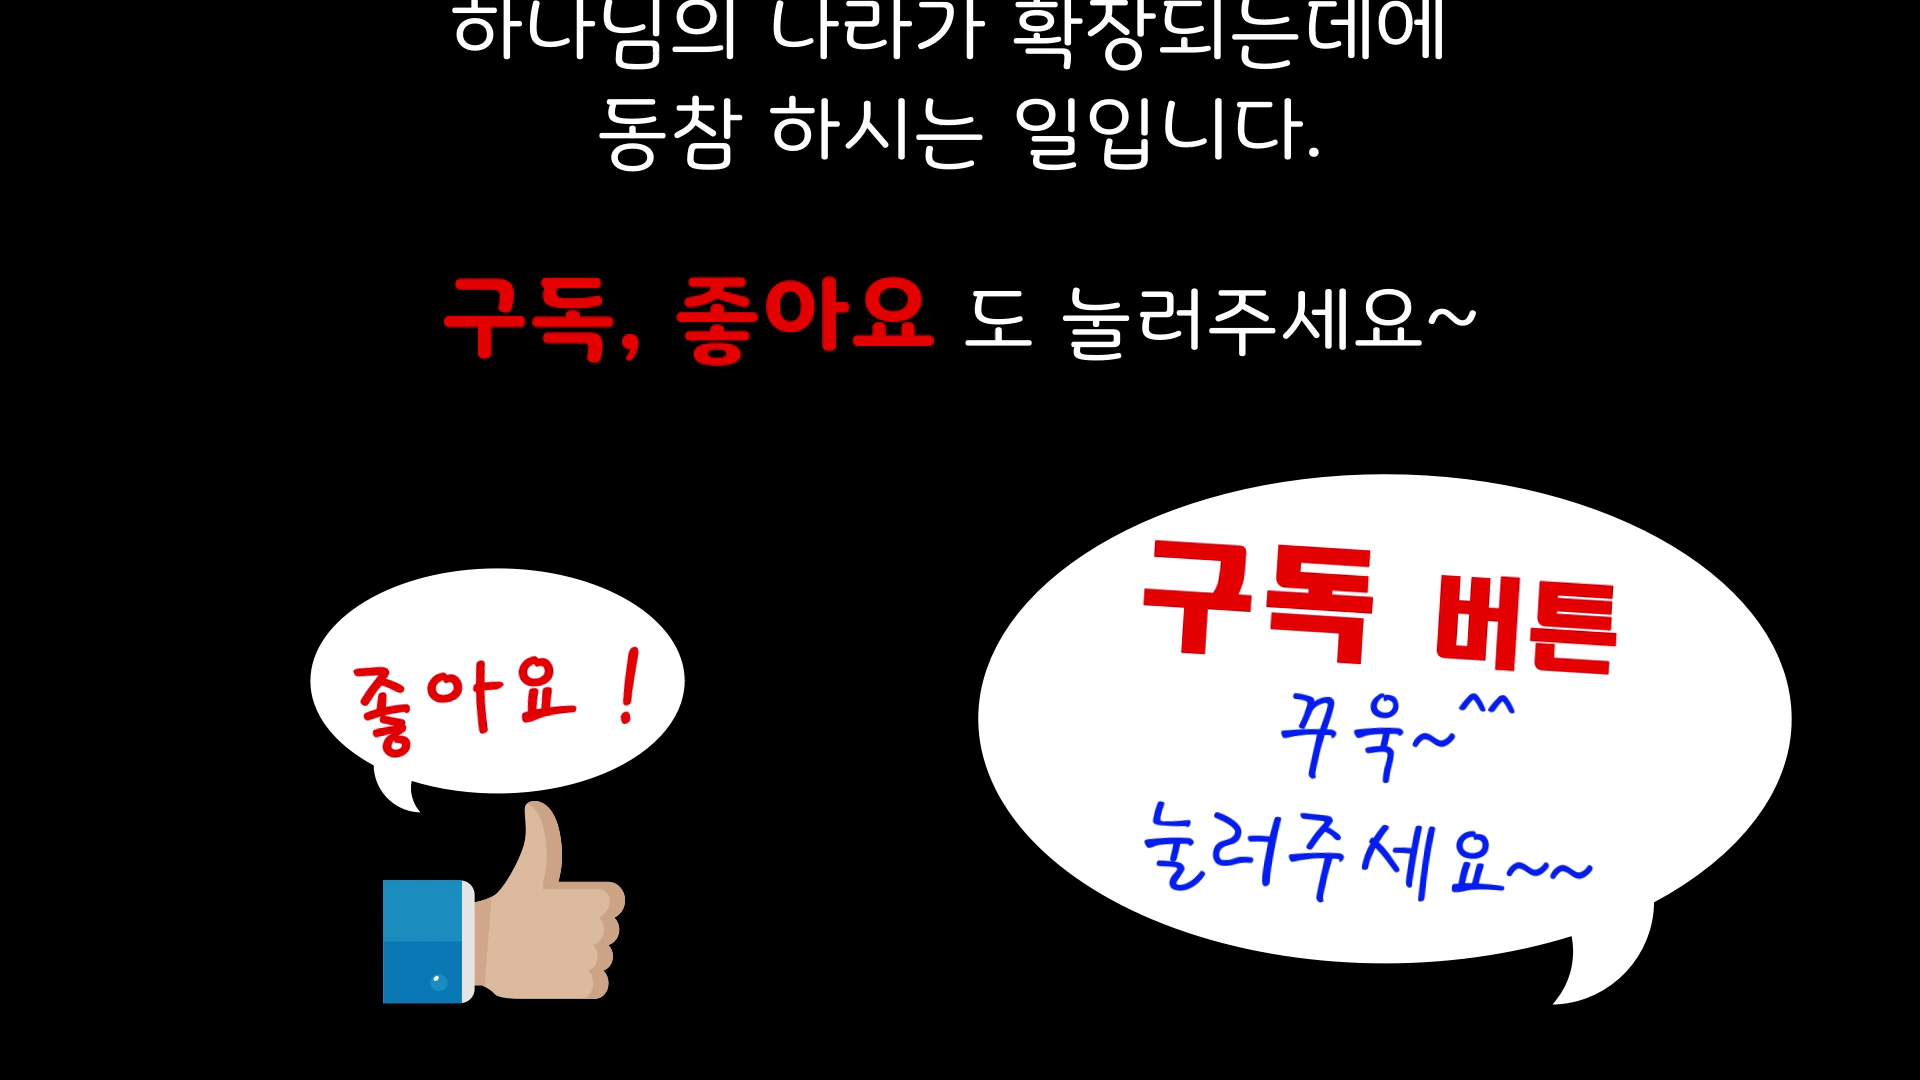 하나님의 나라가 확장되는데에
동참 하시는 일입니다.
구독, 좋아요 도 눌러주세요~
좋아요 !
구독 버튼
꾸욱~^^
눌러주세요~~